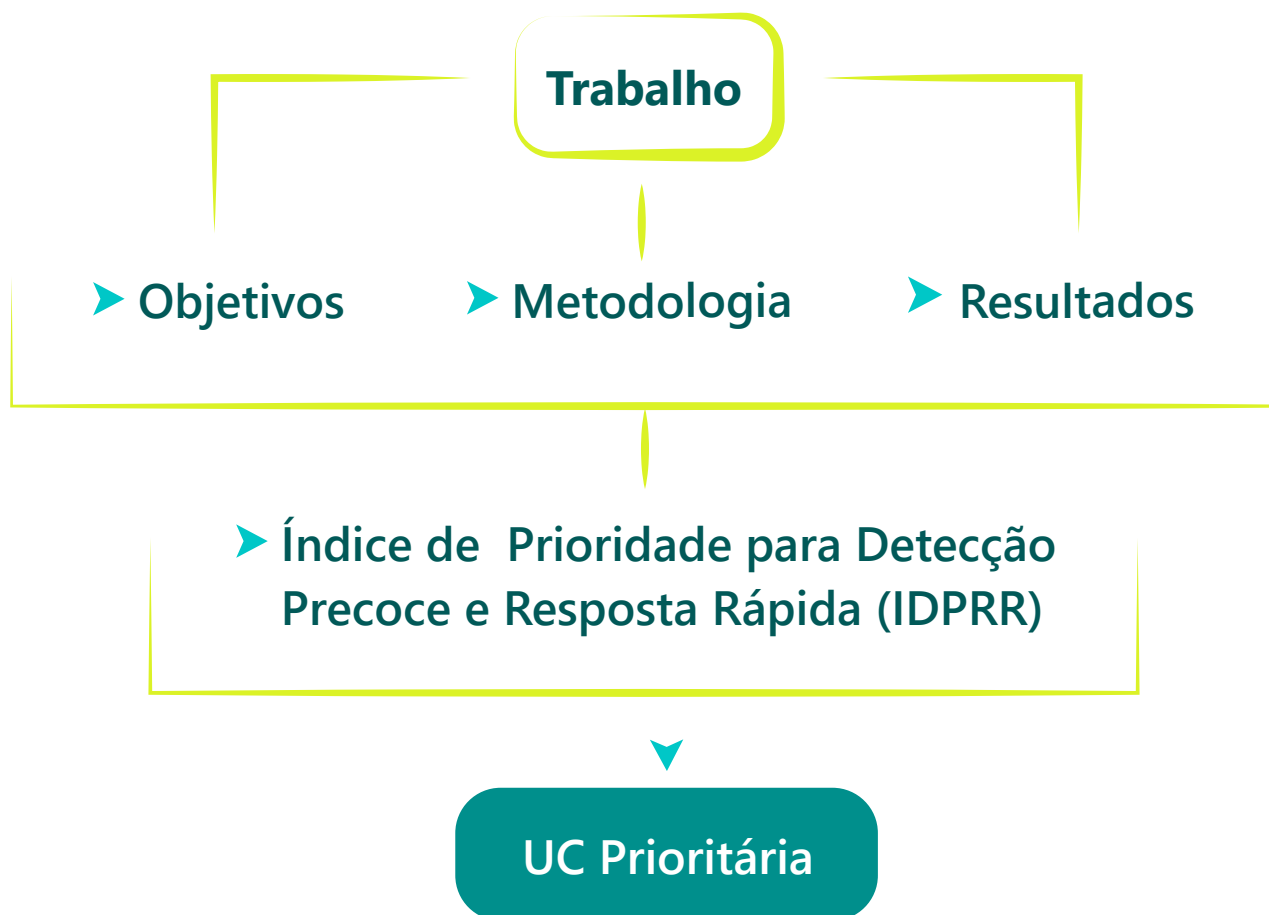 Trabalho
Objetivos
Metodologia
Resultados
Índice de Prioridade para Detecção
Precoce e Resposta Rápida (IDPRR)
UC Prioritária